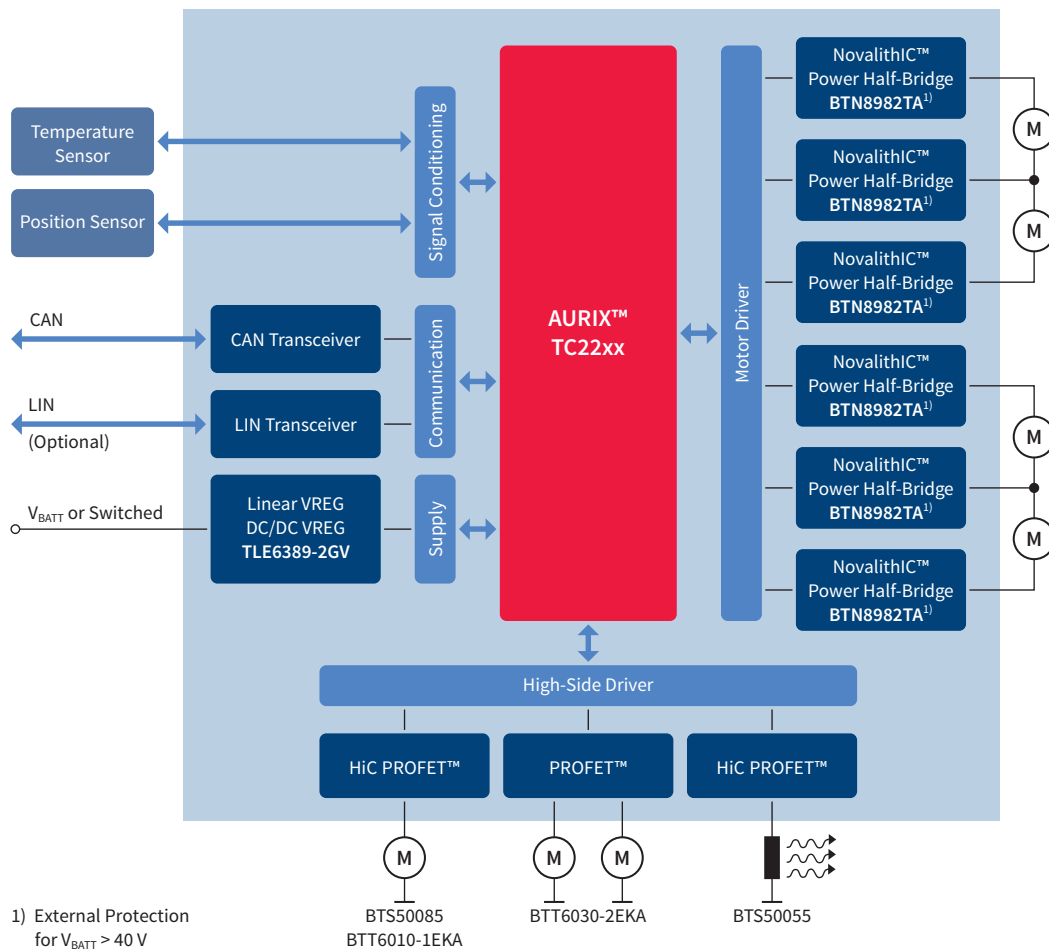 Temperature
Sensor
Position Sensor
Signal Conditioning
CAN
CAN Transceiver
LIN
(Optional)
LIN Transceiver
Communication
V_BATT or Switched
Linear VREG
DC/DC VREG
TLE6389-2GV
Supply
AURIX™
TC22xx
Motor Driver
NovalithIC™
Power Half-Bridge
BTN8982TA¹⁾
NovalithIC™
Power Half-Bridge
BTN8982TA¹⁾
NovalithIC™
Power Half-Bridge
BTN8982TA¹⁾
NovalithIC™
Power Half-Bridge
BTN8982TA¹⁾
NovalithIC™
Power Half-Bridge
BTN8982TA¹⁾
NovalithIC™
Power Half-Bridge
BTN8982TA¹⁾
M
M
M
M
High-Side Driver
HiC PROFET™
PROFET™
HiC PROFET™
M
M
M
BTS50085
BTT6010-1EKA
BTT6030-2EKA
BTS50055
1) External Protection
for V_BATT > 40 V